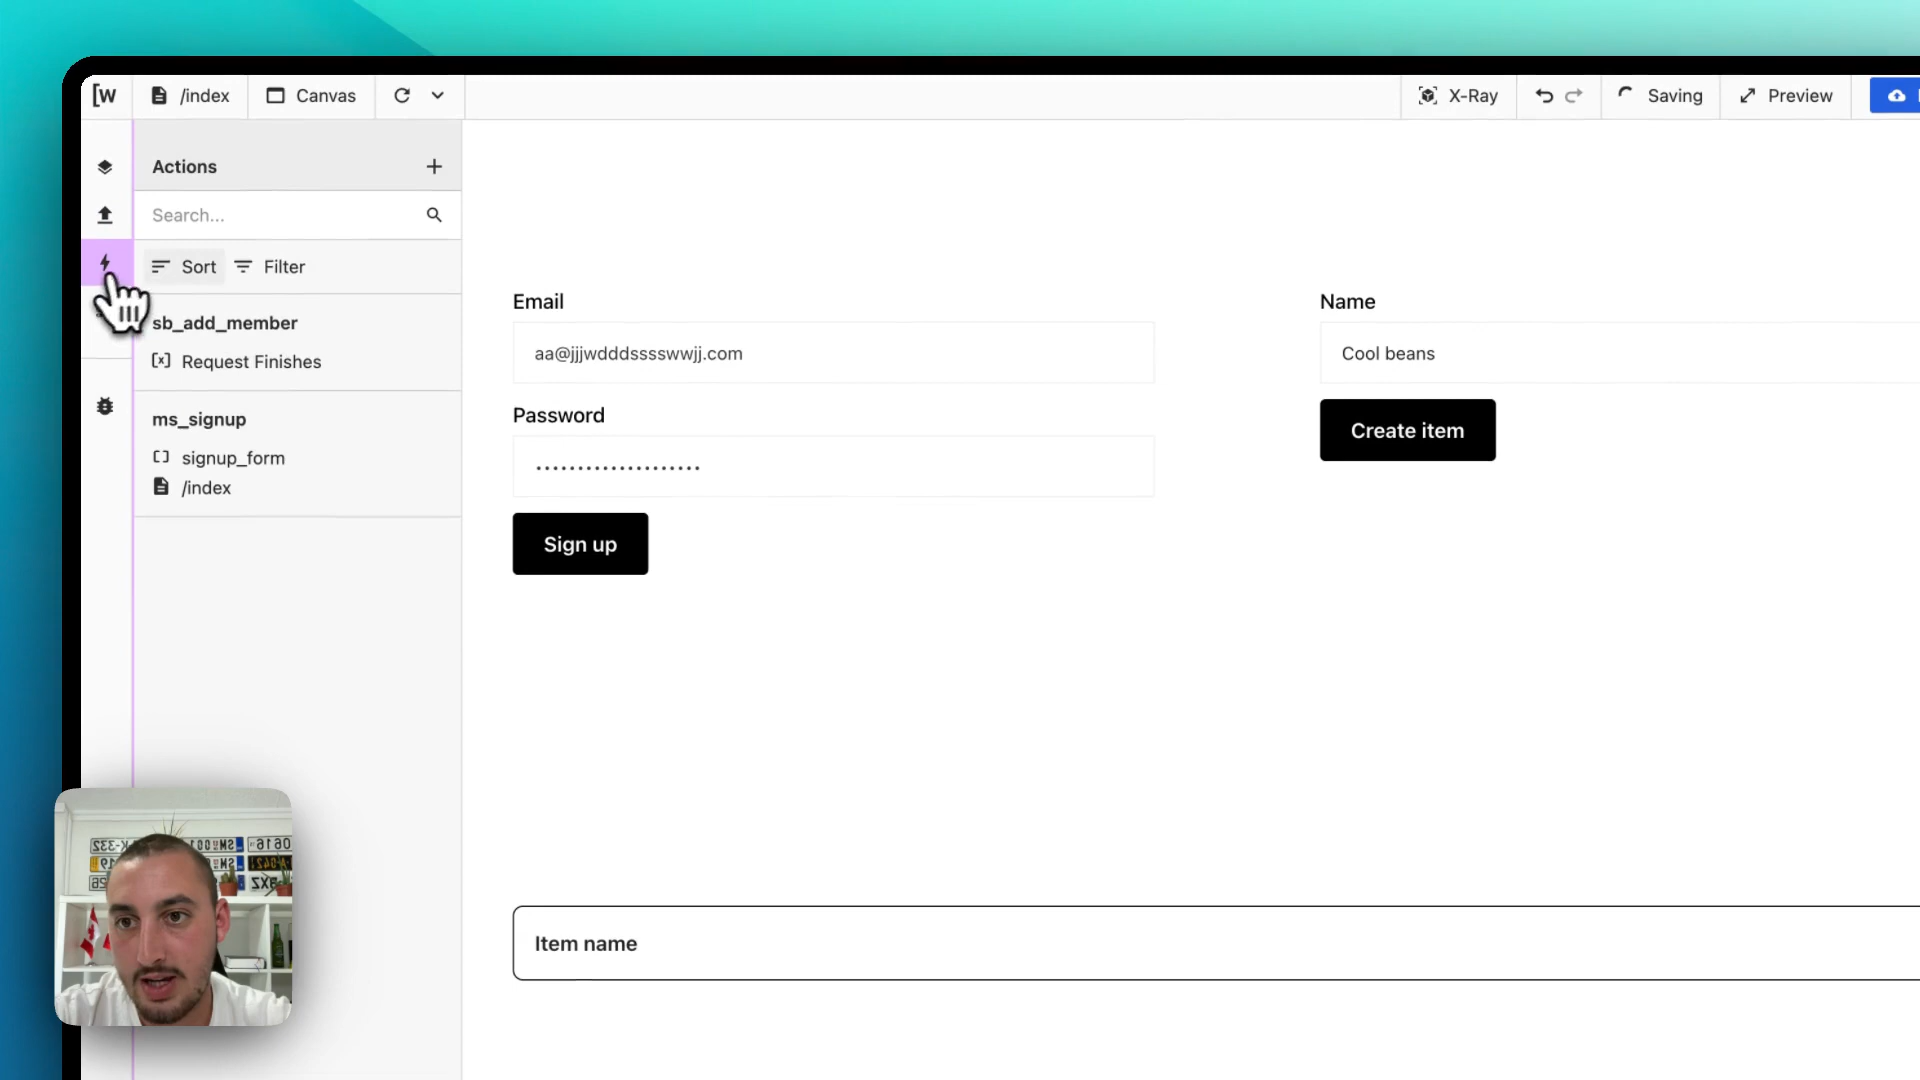 [W
/index
Canvas
X-Ray
Saving
Preview
Actions
Search...
Sort
Filter
sb_add_member
Request Finishes
ms_signup
signup_form
/index
Email
aa@jjjwdddsssswwjj.com
Password
Sign up
Name
Cool beans
Create item
Item name